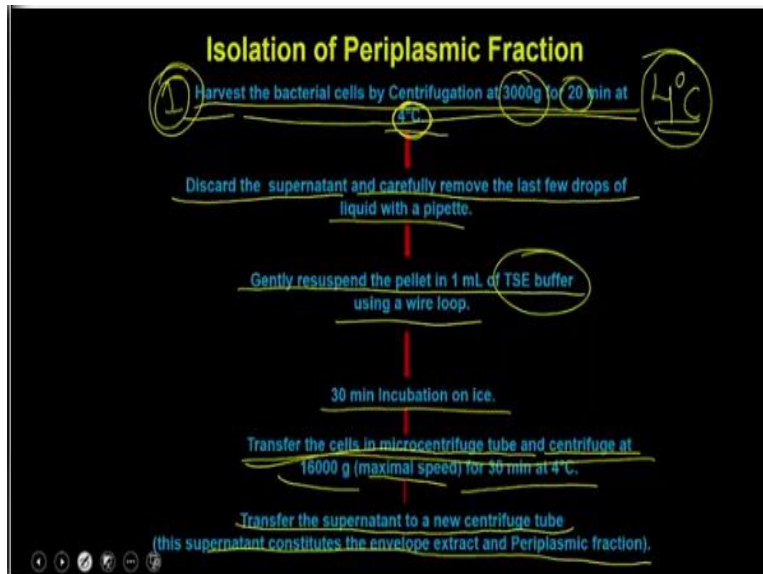 Isolation of Periplasmic Fraction
1 Harvest the bacterial cells by Centrifugation at 3000g for 20 min at 4°C
4°C.
Discard the supernatant and carefully remove the last few drops of
liquid with a pipette.
Gently resuspend the pellet in 1 mL of TSE buffer
using a wire loop.
30 min Incubation on ice.
Transfer the cells in microcentrifuge tube and centrifuge at
16000 g (maximal speed) for 30 min at 4°C.
Transfer the supernatant to a new centrifuge tube
(this supernatant constitutes the envelope extract and Periplasmic fraction).